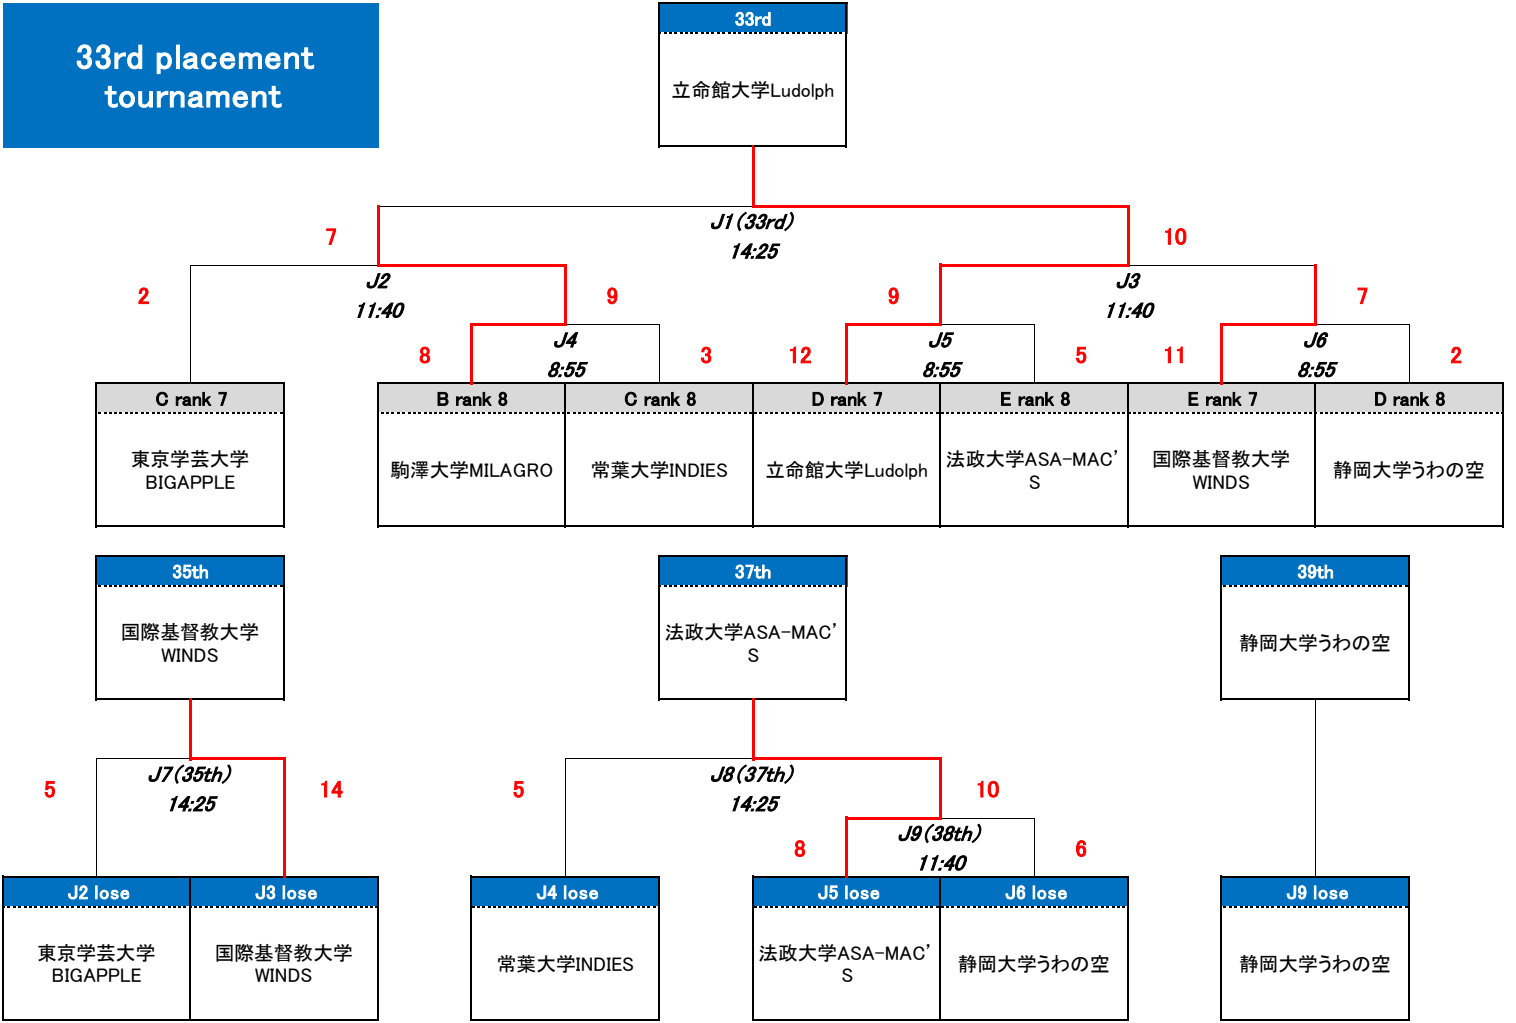 33rd placement
tournament
33rd
立命館大学Ludolph
J1(33rd)
14:25
7
10
J2
11:40
J3
11:40
2
9
9
7
J4
8:55
J5
8:55
J6
8:55
8
3
12
5
11
2
C rank 7
B rank 8
C rank 8
D rank 7
E rank 8
E rank 7
D rank 8
東京学芸大学
BIGAPPLE
駒澤大学MILAGRO
常葉大学INDIES
立命館大学Ludolph
法政大学ASA-MAC'
S
国際基督教大学
WINDS
静岡大学うわの空
35th
37th
39th
国際基督教大学
WINDS
法政大学ASA-MAC'
S
静岡大学うわの空
J7(35th)
14:25
5
14
J8(37th)
14:25
5
10
J9(38th)
11:40
8
6
J2 lose
J3 lose
J4 lose
J5 lose
J6 lose
J9 lose
東京学芸大学
BIGAPPLE
国際基督教大学
WINDS
常葉大学INDIES
法政大学ASA-MAC'
S
静岡大学うわの空
静岡大学うわの空